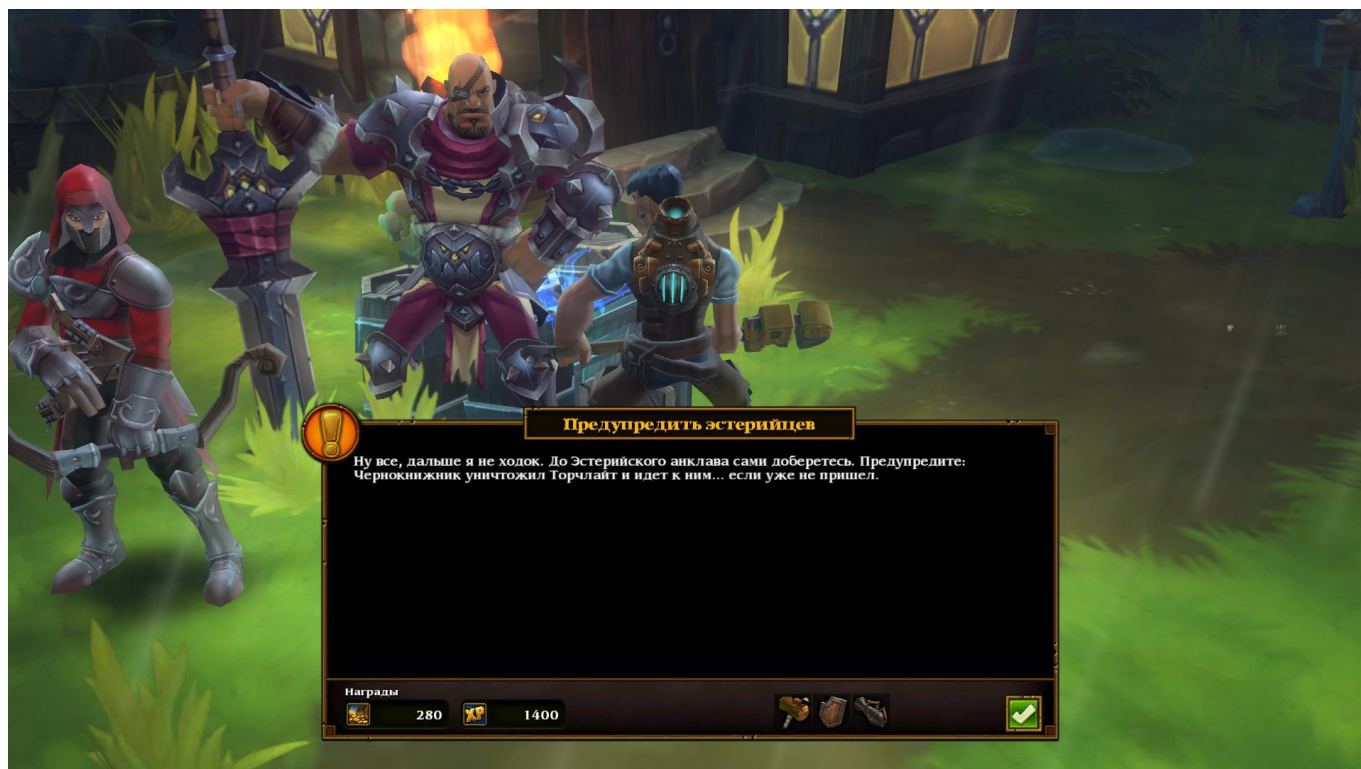 Предупредить эстерийцев
Ну все, дальше я не ходок. До Эстерийского анклава сами доберетесь. Предупредите:
Чернокнижник уничтожил Торчлайт и идет к ним... если уже не пришел.
Награды
280 XP 1400